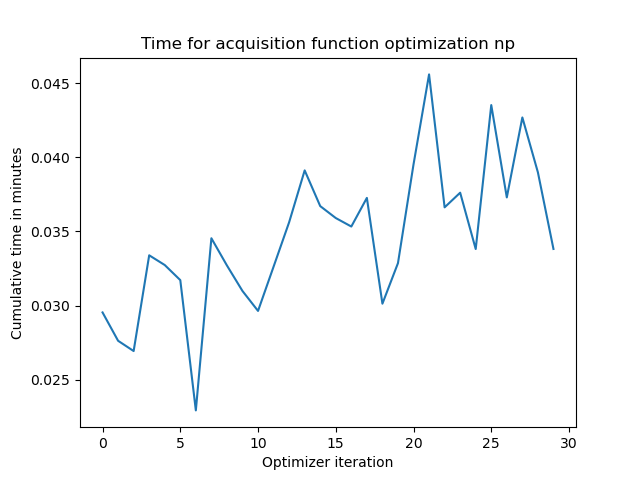 Time for acquisition function optimization np
0.045
0.040
0.035
0.030
0.025
Cumulative time in minutes
0 5 10 15 20 25 30
Optimizer iteration